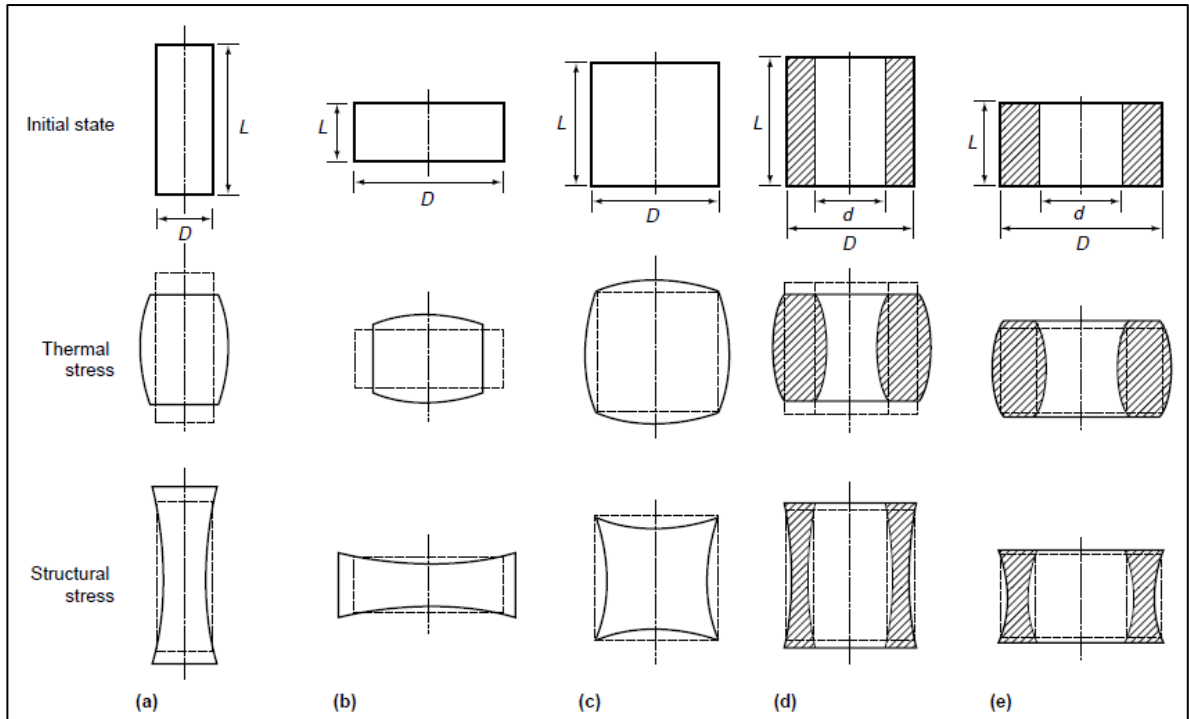 Initial state
L
D
L
D
L
D
L
d
D
L
d
D
Thermal
stress
Structural
stress
(a)
(b)
(c)
(d)
(e)